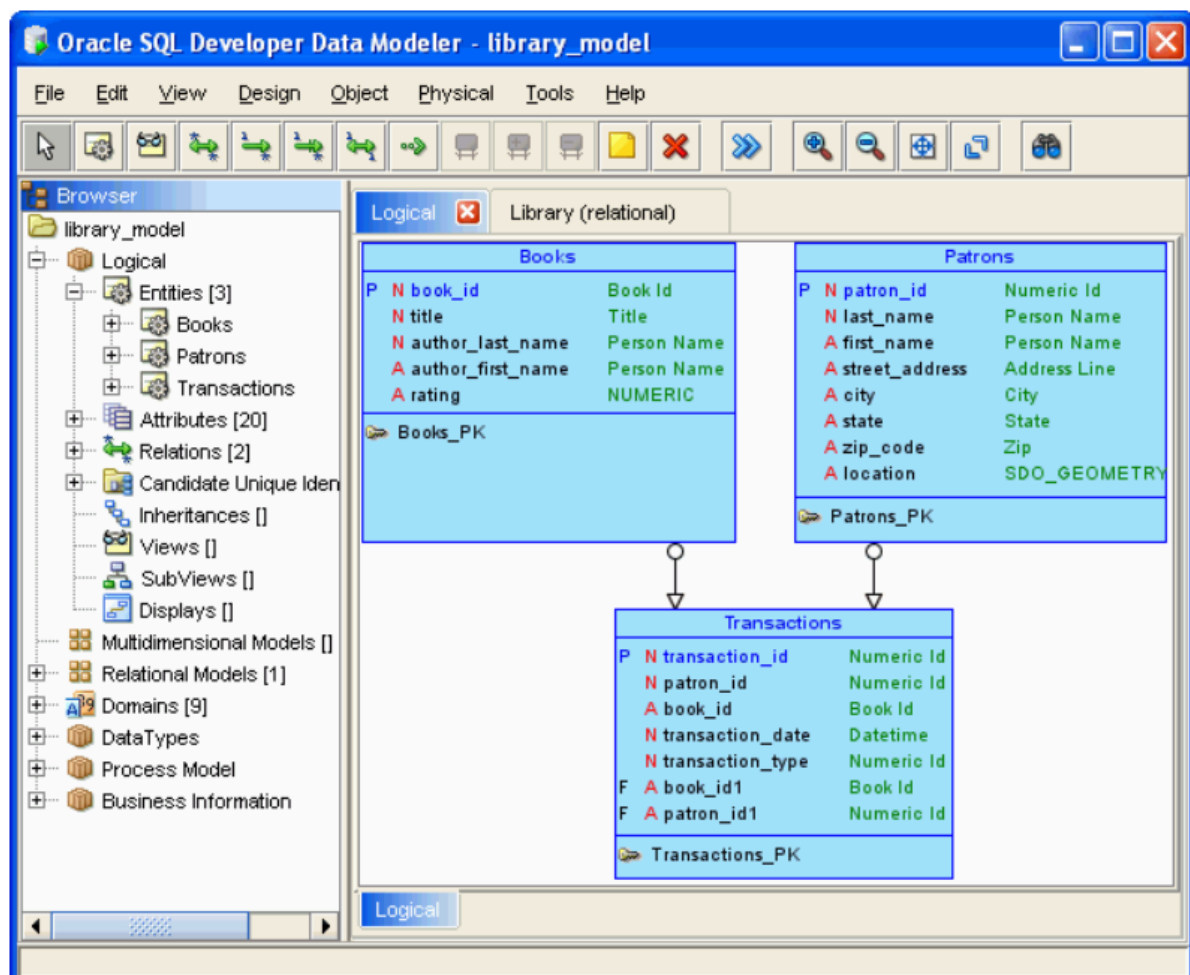 Oracle SQL Developer Data Modeler - library_model
File Edit View Design Object Physical Tools Help
Browser
library_model
Logical
Entities [3]
Books
Patrons
Transactions
Attributes [20]
Relations [2]
Candidate Unique Iden
Inheritances []
Views []
SubViews []
Displays []
Multidimensional Models []
Relational Models [1]
Domains [9]
DataTypes
Process Model
Business Information
Logical Library (relational)
Books
P N book_id Book Id
N title Title
N author_last_name Person Name
A author_first_name Person Name
A rating NUMERIC
Books_PK
Patrons
P N patron_id Numeric Id
N last_name Person Name
A first_name Person Name
A street_address Address Line
A city City
A state State
A zip_code Zip
A location SDO_GEOMETRY
Patrons_PK
Transactions
P N transaction_id Numeric Id
N patron_id Numeric Id
A book_id Book Id
N transaction_date Datetime
N transaction_type Numeric Id
F A book_id1 Book Id
F A patron_id1 Numeric Id
Transactions_PK
Logical